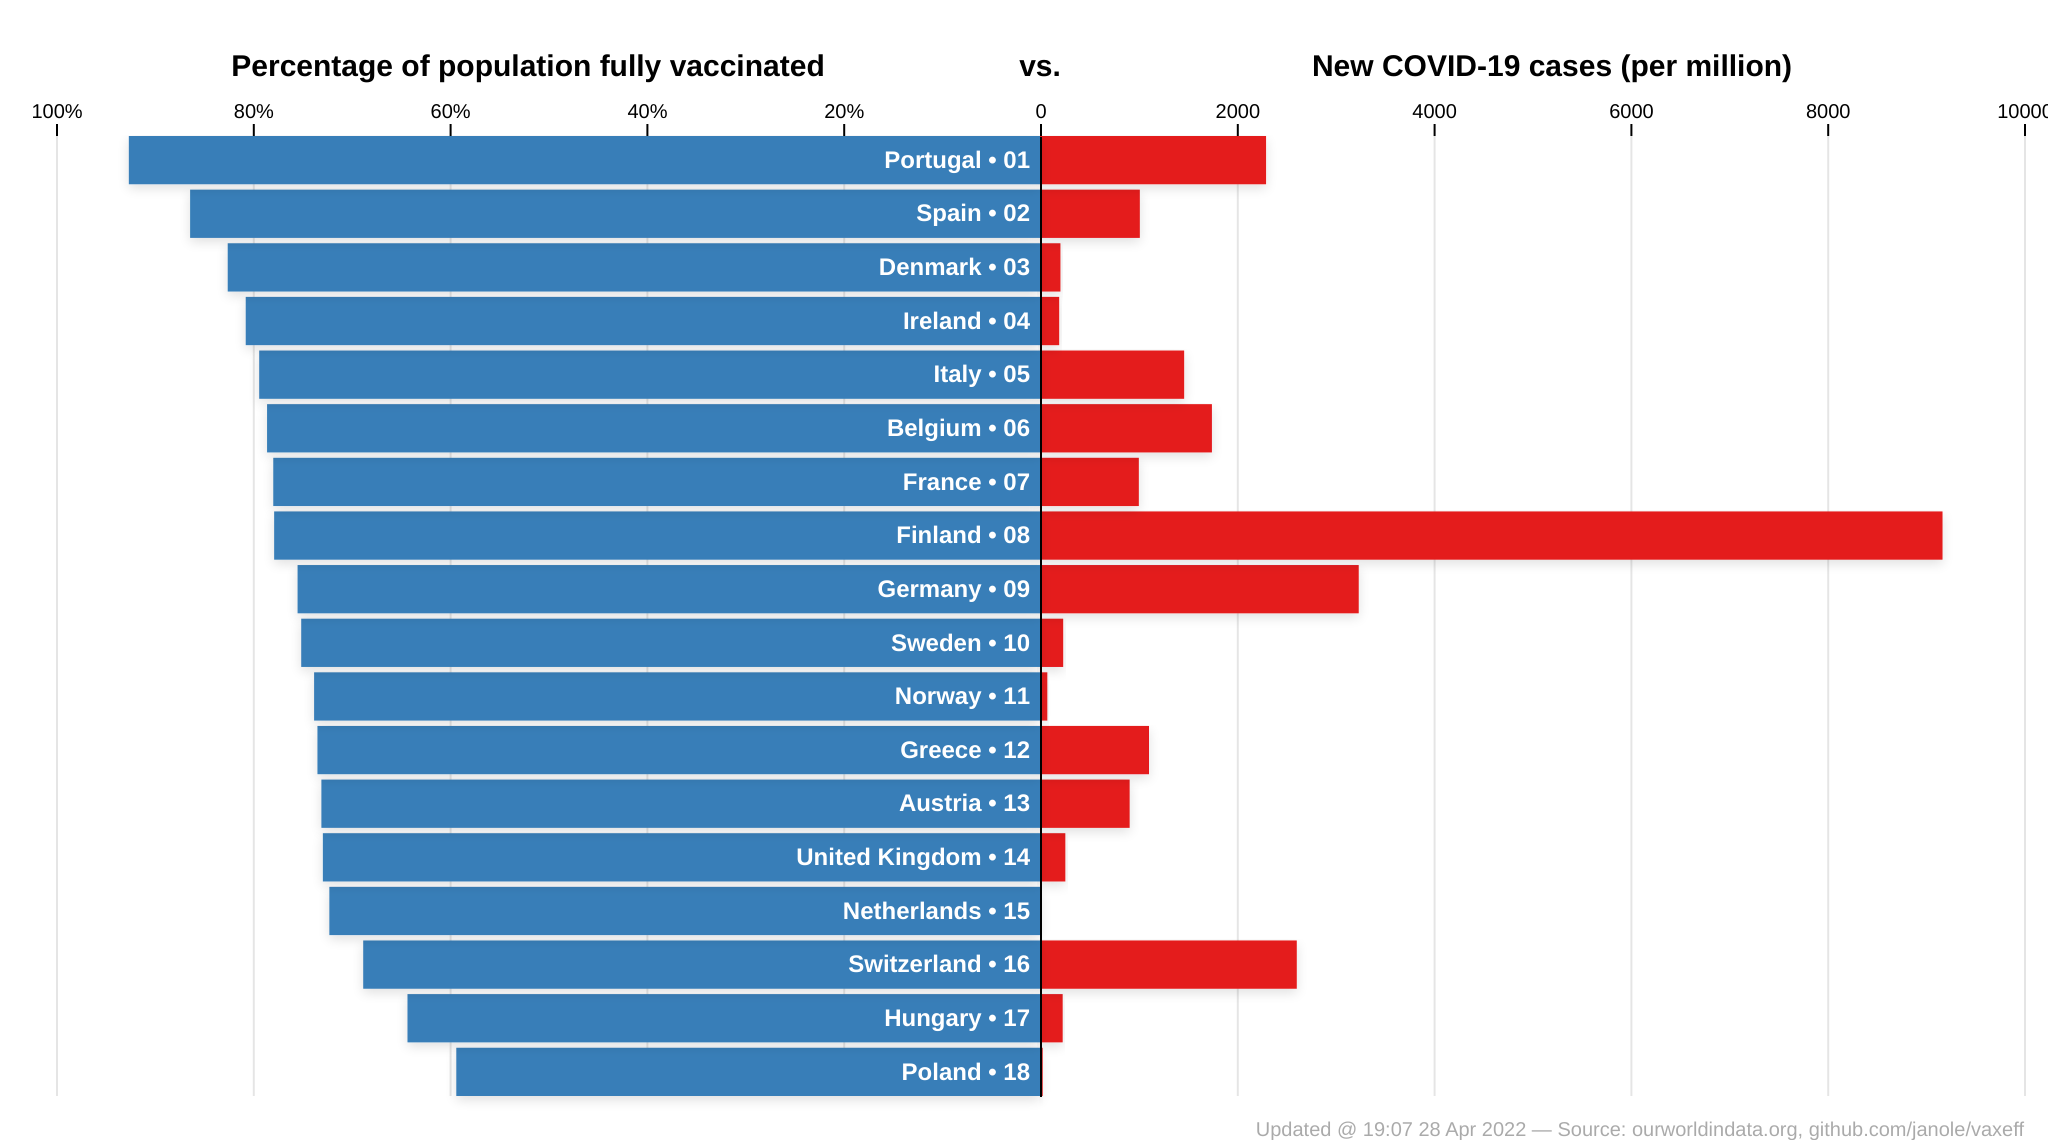 Percentage of population fully vaccinated vs. New COVID-19 cases (per million)
100% 80% 60% 40% 20% 0 2000 4000 6000 8000 10000
Portugal • 01
Spain • 02
Denmark • 03
Ireland • 04
Italy • 05
Belgium • 06
France • 07
Finland • 08
Germany • 09
Sweden • 10
Norway • 11
Greece • 12
Austria • 13
United Kingdom • 14
Netherlands • 15
Switzerland • 16
Hungary • 17
Poland • 18
Updated @ 19:07 28 Apr 2022 — Source: ourworldindata.org, github.com/janole/vaxeff